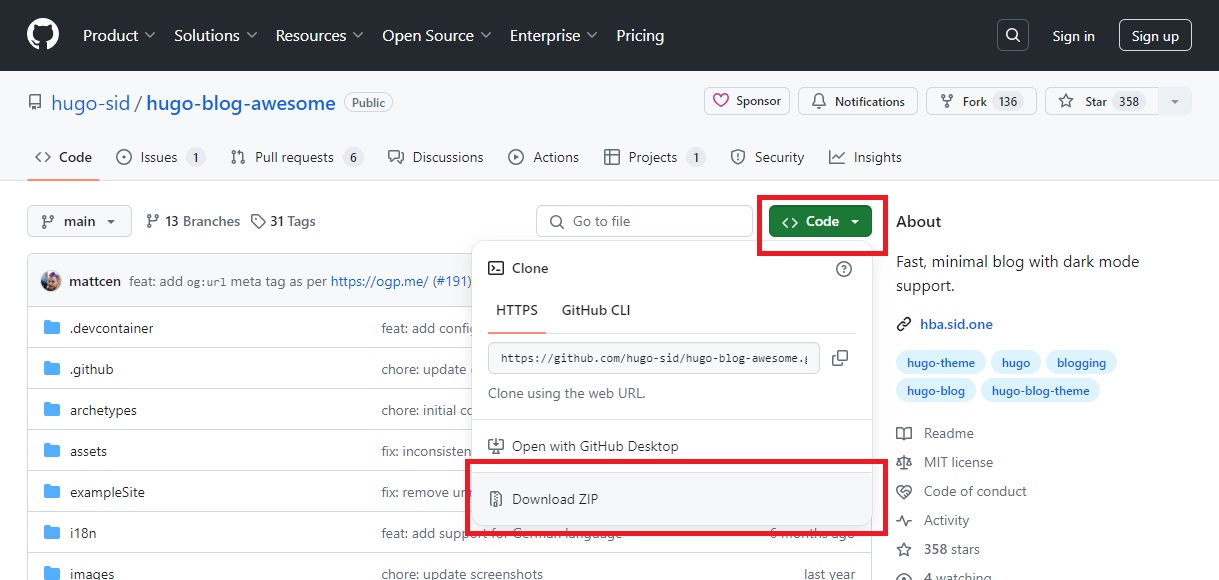 Product Solutions Resources Open Source Enterprise Pricing Sign in Sign up
hugo-sid / hugo-blog-awesome Public Sponsor Notifications Fork 136 Star 358
Code Issues 1 Pull requests 6 Discussions Actions Projects 1 Security Insights
main 13 Branches 31 Tags Go to file Code
About
Fast, minimal blog with dark mode
support.
hba.sid.one
hugo-theme hugo blogging
hugo-blog hugo-blog-theme
Readme
MIT license
Code of conduct
Activity
358 stars
4 watching
Clone
HTTPS GitHub CLI
https://github.com/hugo-sid/hugo-blog-awesome.g
Clone using the web URL.
Open with GitHub Desktop
Download ZIP
mattcen feat: add og:url meta tag as per https://ogp.me/ (#191)
.devcontainer feat: add config
.github chore: update
archetypes chore: initial co
assets fix: inconsisten
exampleSite fix: remove un
i18n feat: add support for German language 6 months ago
images chore: update screenshots last year